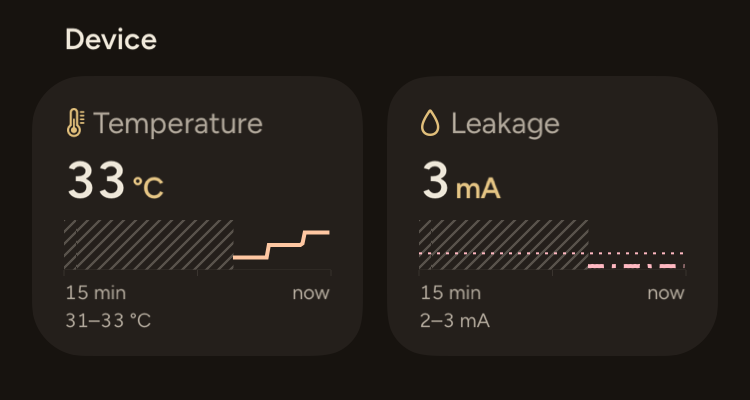 Device
Temperature
33 °C
15 min now
31–33 °C
Leakage
3 mA
15 min now
2–3 mA